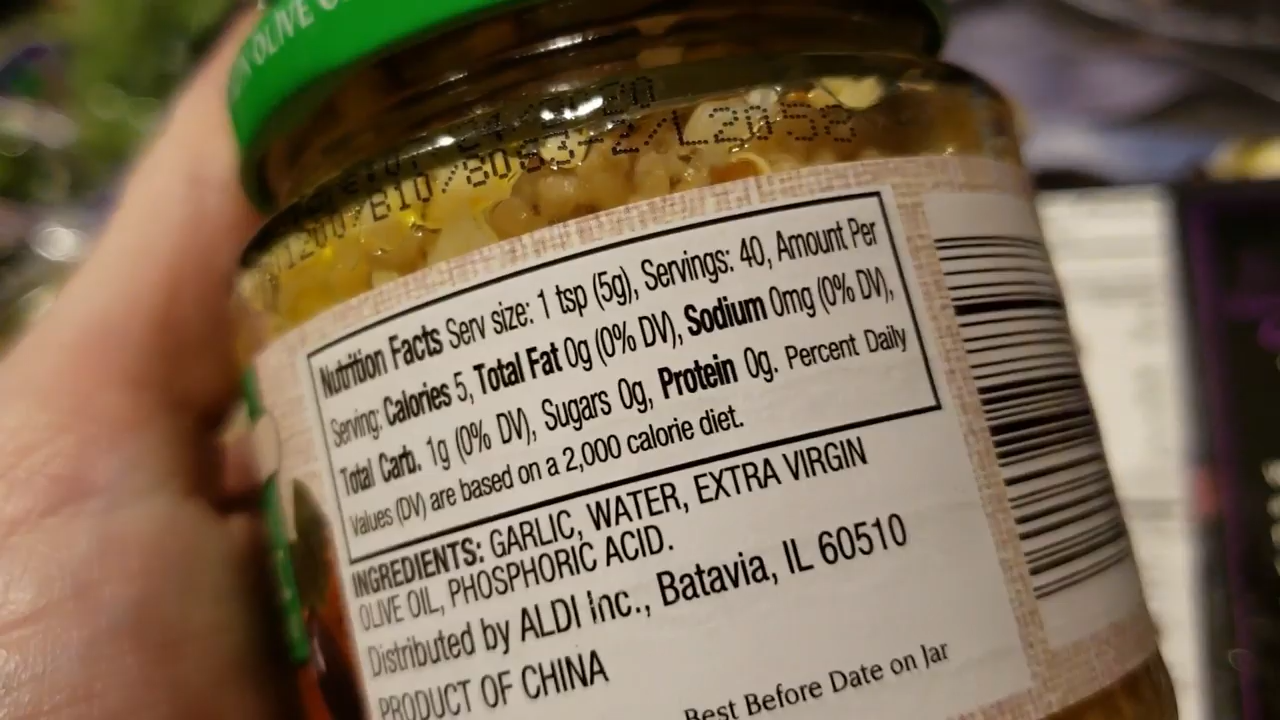 OLIVE
L20 58
Nutrition Facts Serv size: 1 tsp (5g), Servings: 40, Amount Per
Serving: Calories 5, Total Fat 0g (0% DV), Sodium 0mg (0% DV),
Total Carb. 1g (0% DV), Sugars 0g, Protein 0g. Percent Daily
Values (DV) are based on a 2,000 calorie diet.
INGREDIENTS: GARLIC, WATER, EXTRA VIRGIN
OLIVE OIL, PHOSPHORIC ACID.
Distributed by ALDI Inc., Batavia, IL 60510
PRODUCT OF CHINA
Best Before Date on Jar